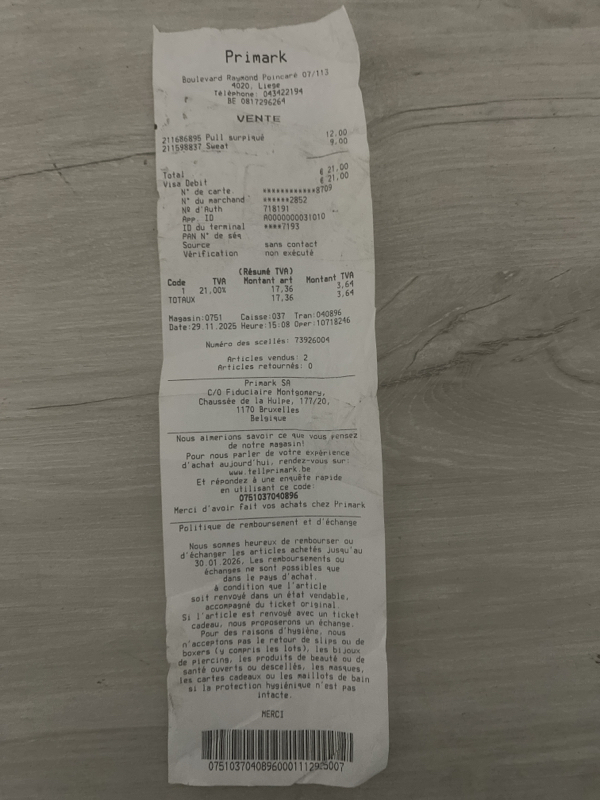 Primark
Boulevard Raymond Poincaré 07/113
4020, Liege
Téléphone: 043422194
BE 0817296264
VENTE
211686895 Pull surpiqué 12.00
211598837 Sweat 9.00
Total € 21,00
Visa Debit € 21,00
N° de carte ************8709
N° du marchand ******2852
Nº d'Auth 718191
App. ID A0000000031010
ID du terminal ****7193
PAN N° de séq
Source sans contact
Vérification non exécuté
(Résumé TVA)
Code TVA Montant art Montant TVA
1 21,00% 17,36 3,64
TOTAUX 17,36 3,64
Magasin:0751 Caisse:037 Tran:040896
Date:29.11.2025 Heure:15:08 Oper:10718246
Numéro des scellés: 73926004
Articles vendus: 2
Articles retournés: 0
Primark SA
C/O Fiduciaire Montgomery,
Chaussée de la Hulpe, 177/20,
1170 Bruxelles
Belgique
Nous aimerions savoir ce que vous pensez
de notre magasin!
Pour nous parler de votre expérience
d'achat aujourd'hui, rendez-vous sur:
www.tellprimark.be
Et répondez à une enquête rapide
en utilisant ce code:
0751037040896
Merci d'avoir fait vos achats chez Primark
Politique de remboursement et d'échange
Nous sommes heureux de rembourser ou
d'échanger les articles achetés jusqu'au
30.01.2026. Les remboursements ou
échanges ne sont possibles que
dans le pays d'achat.
à condition que l'article
soit renvoyé dans un état vendable,
accompagné du ticket original.
Si l'article est renvoyé avec un ticket
cadeau, nous proposerons un échange.
Pour des raisons d'hygiène, nous
n'acceptons pas le retour de slips ou de
boxers (y compris les lots), les bijoux
de piercing, les produits de beauté ou de
santé ouverts ou descellés, les masques,
les cartes cadeaux ou les maillots de bain
si la protection hygiénique n'est pas
intacte.
MERCI